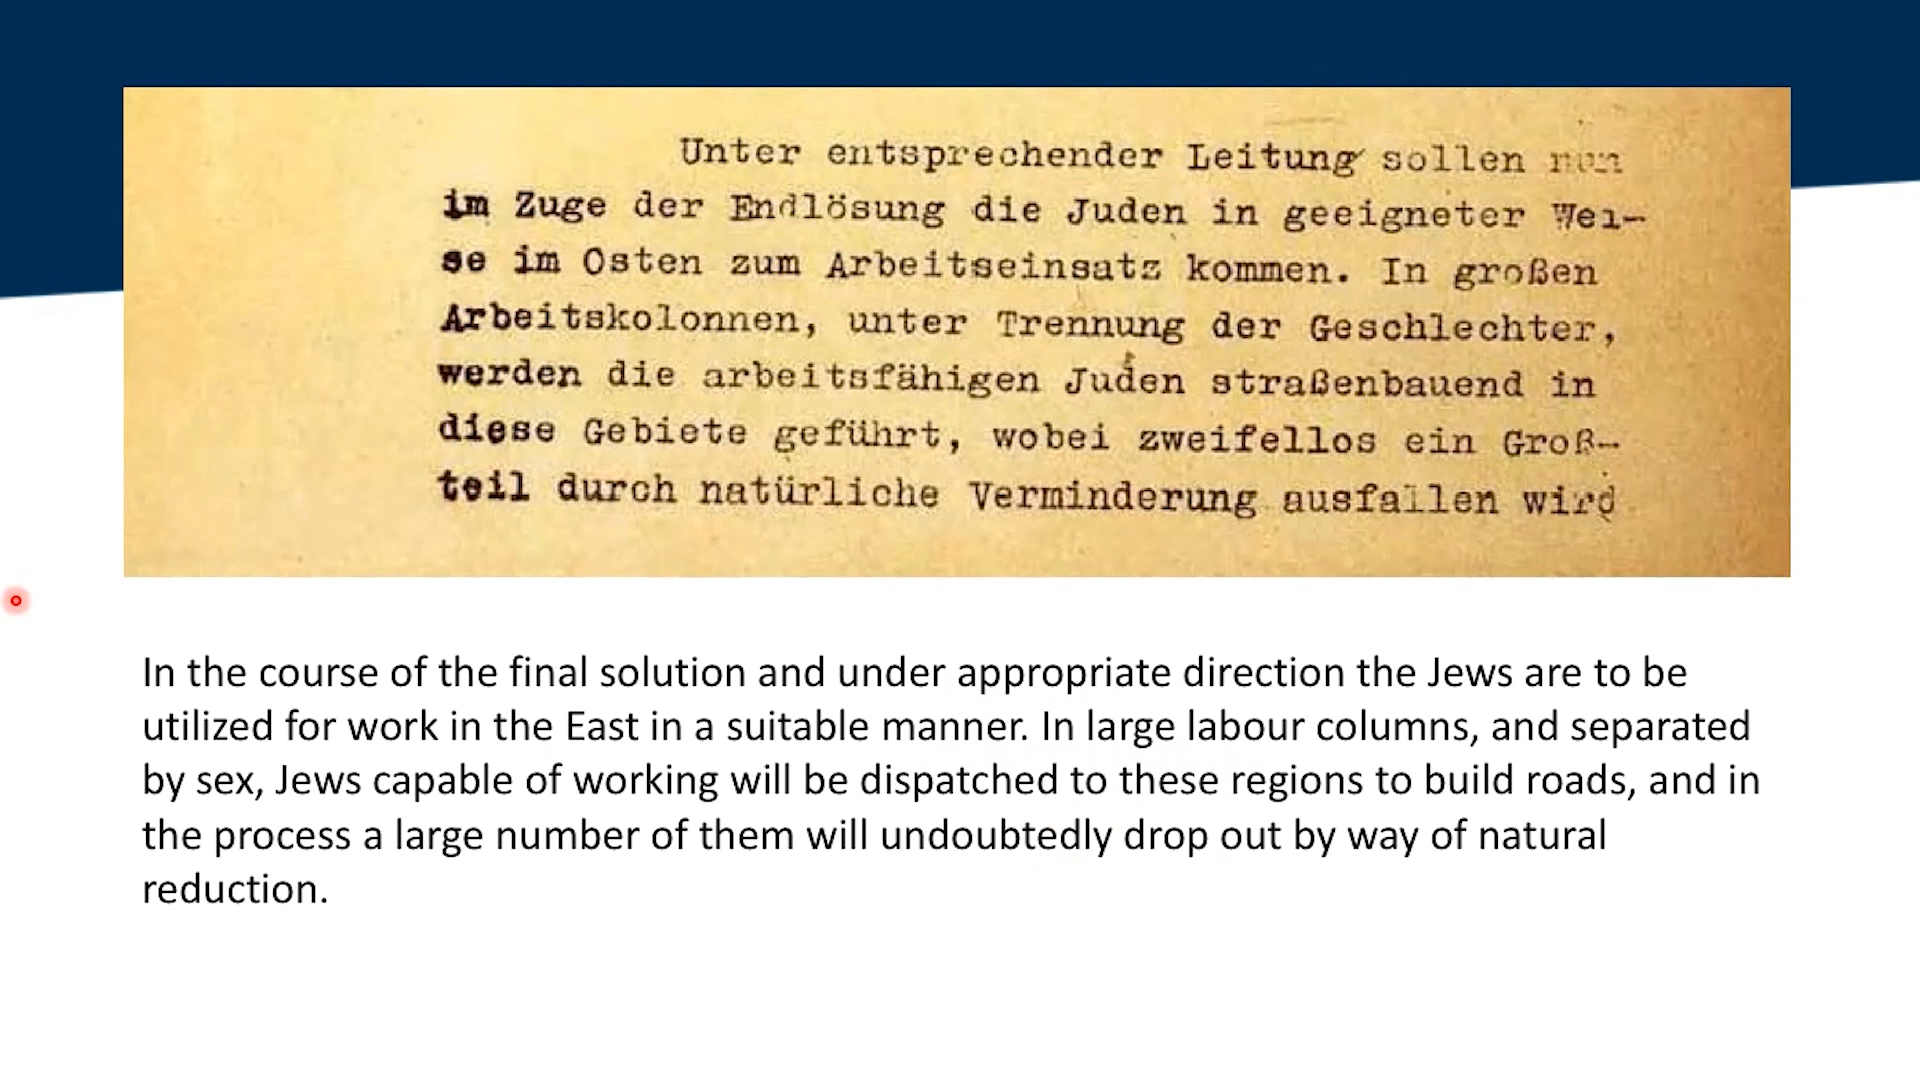 Unter entsprechender Leitung sollen nun
im Zuge der Endlösung die Juden in geeigneter Wei-
se im Osten zum Arbeitseinsatz kommen. In großen
Arbeitskolonnen, unter Trennung der Geschlechter,
werden die arbeitsfähigen Juden straßenbauend in
diese Gebiete geführt, wobei zweifellos ein Groß-
teil durch natürliche Verminderung ausfallen wird
In the course of the final solution and under appropriate direction the Jews are to be
utilized for work in the East in a suitable manner. In large labour columns, and separated
by sex, Jews capable of working will be dispatched to these regions to build roads, and in
the process a large number of them will undoubtedly drop out by way of natural
reduction.